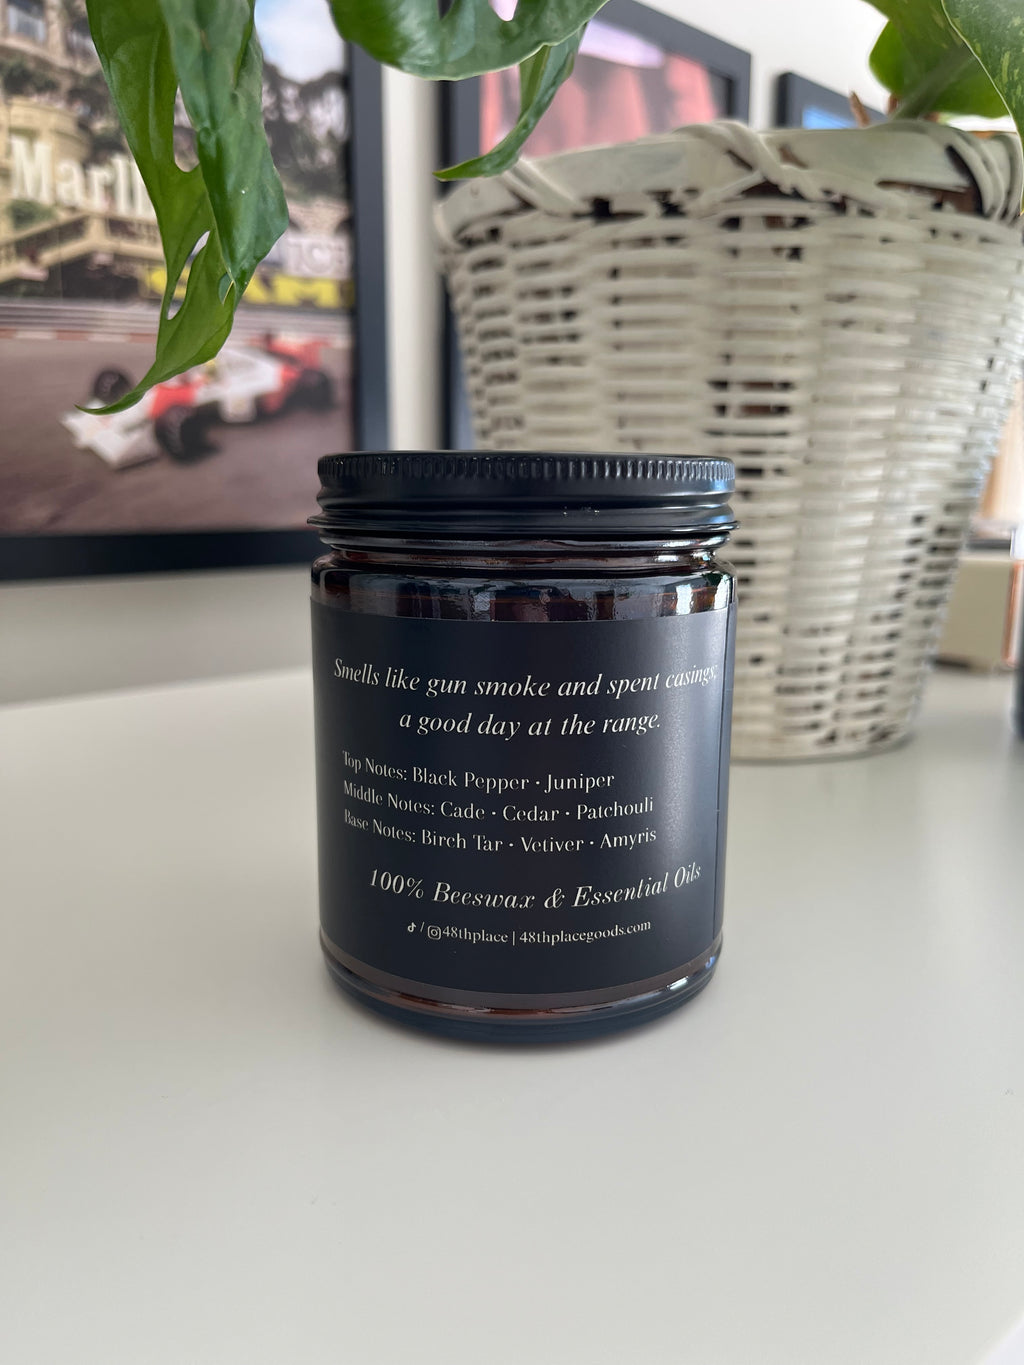 Smells like gun smoke and spent casings,
a good day at the range.
Top Notes: Black Pepper • Juniper
Middle Notes: Cade • Cedar • Patchouli
Base Notes: Birch Tar • Vetiver • Amyris
100% Beeswax & Essential Oils
/ 48thplace | 48thplacegoods.com
Marl